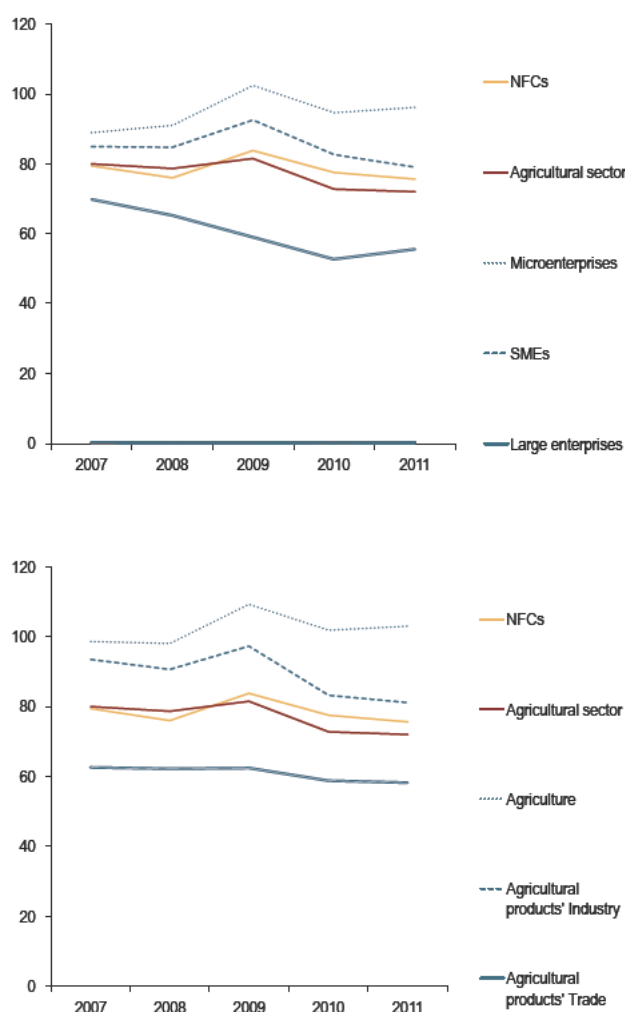 120
100
80
60
40
20
0
2007 2008 2009 2010 2011
NFCs
Agricultural sector
Microenterprises
SMEs
Large enterprises
120
100
80
60
40
20
0
2007 2008 2009 2010 2011
NFCs
Agricultural sector
Agriculture
Agricultural
products' Industry
Agricultural
products' Trade